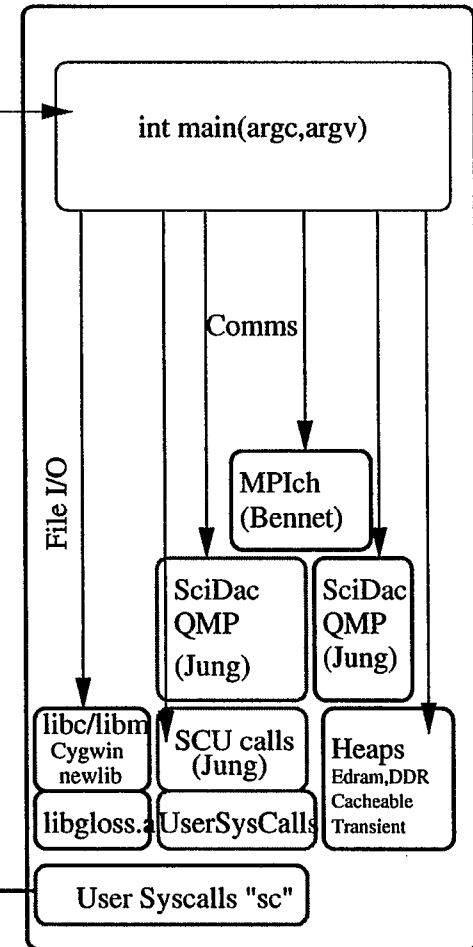 int main(argc,argv)
Comms
File I/O
MPIch
(Bennet)
SciDac
QMP
(Jung)
SciDac
QMP
(Jung)
libc/libm
Cygwin
newlib
SCU calls
(Jung)
Heaps
Edram,DDR
Cacheable
Transient
libgloss.a
UserSysCalls
User Syscalls "sc"